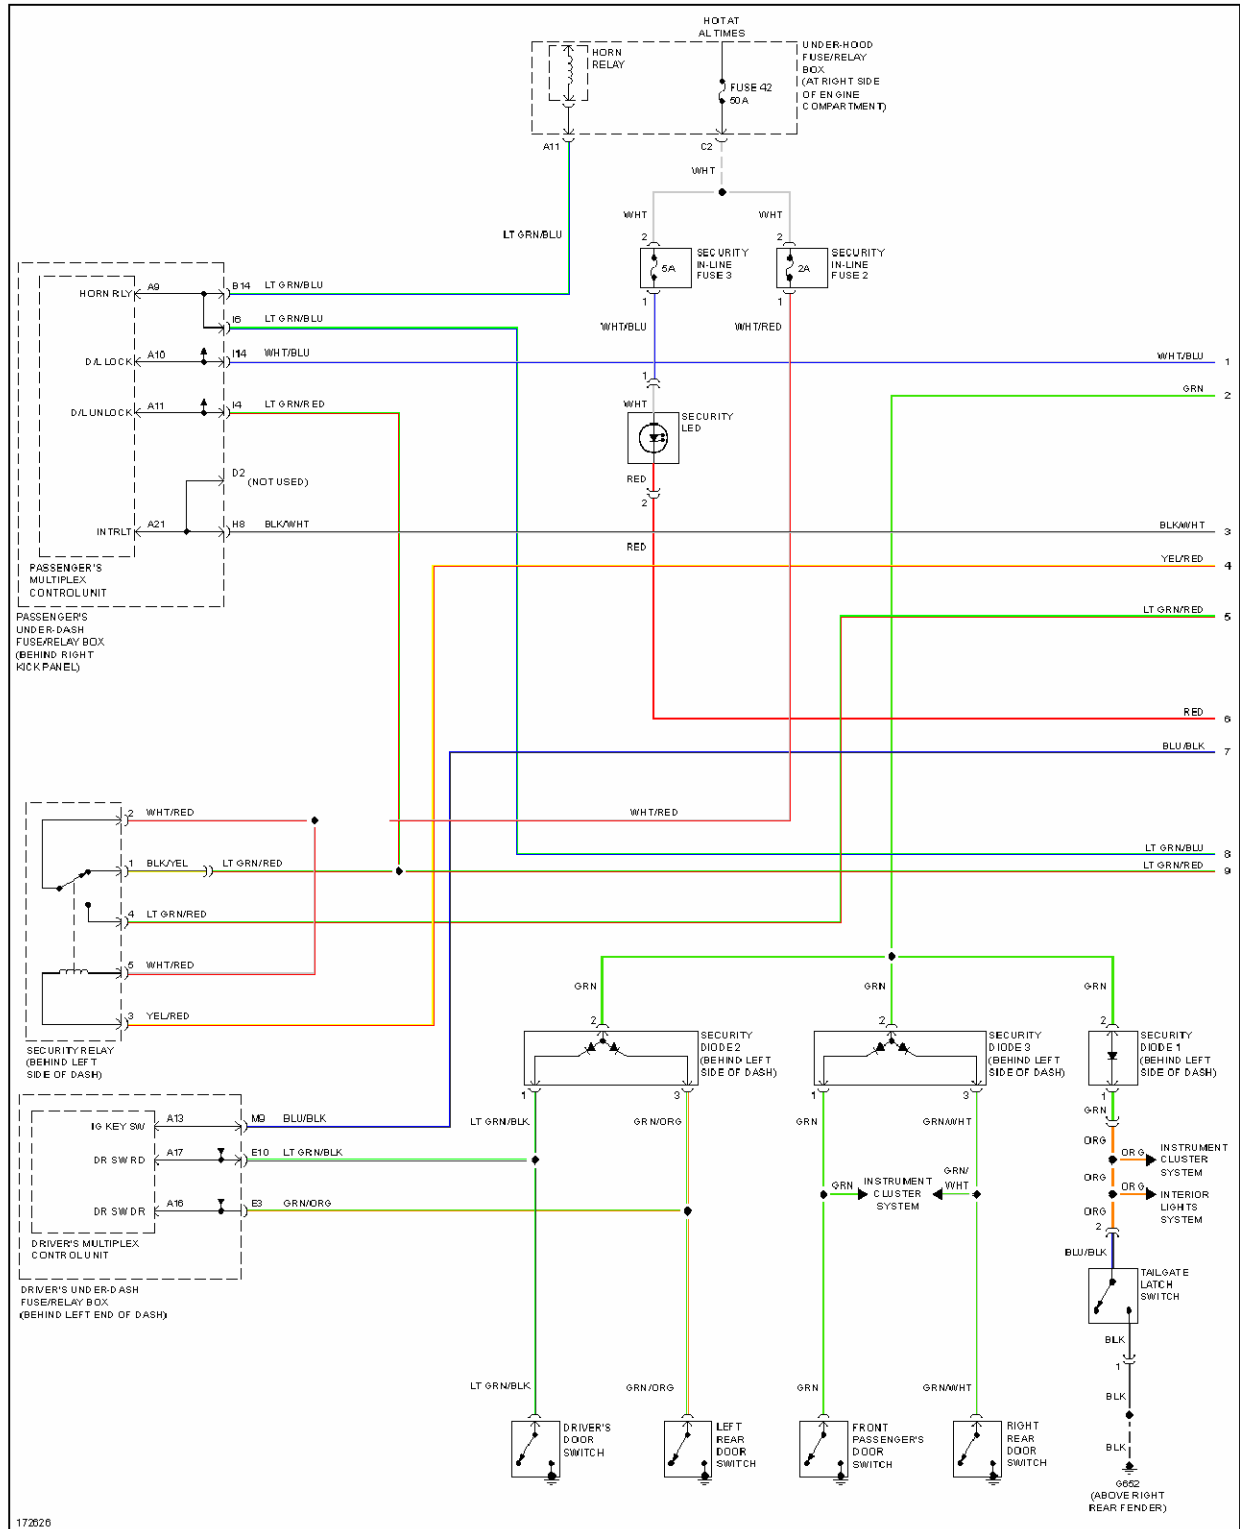 HOT AT
AL TIMES
HORN
RELAY
FUSE 42
50A
UNDER-HOOD
FUSE/RELAY
BOX
(AT RIGHT SIDE
OF ENGINE
COMPARTMENT)
A11
C2
WHT
WHT
WHT
LT GRN/BLU
2
2
5A
SECURITY
IN-LINE
FUSE 3
2A
SECURITY
IN-LINE
FUSE 2
1
1
WHT/BLU
WHT/RED
HORN RLY
A9
B14
LT GRN/BLU
I6
LT GRN/BLU
D/L LOCK
A10
I14
WHT/BLU
WHT/BLU
1
GRN
2
D/L UNLOCK
A11
I4
LT GRN/RED
1
WHT
SECURITY
LED
RED
2
RED
D2
(NOT USED)
INTRLT
A21
H8
BLK/WHT
BLK/WHT
3
YEL/RED
4
PASSENGER'S
MULTIPLEX
CONTROL UNIT
PASSENGER'S
UNDER-DASH
FUSE/RELAY BOX
(BEHIND RIGHT
KICK PANEL)
LT GRN/RED
5
RED
6
BLU/BLK
7
2
WHT/RED
WHT/RED
LT GRN/BLU
8
1
BLK/YEL
LT GRN/RED
LT GRN/RED
9
4
LT GRN/RED
5
WHT/RED
3
YEL/RED
SECURITY RELAY
(BEHIND LEFT
SIDE OF DASH)
GRN
GRN
GRN
2
2
2
SECURITY
DIODE 2
(BEHIND LEFT
SIDE OF DASH)
SECURITY
DIODE 3
(BEHIND LEFT
SIDE OF DASH)
SECURITY
DIODE 1
(BEHIND LEFT
SIDE OF DASH)
1
3
1
3
1
IG KEY SW
A13
M9
BLU/BLK
DR SW RD
A17
E10
LT GRN/BLK
DR SW DR
A16
E3
GRN/ORG
DRIVER'S MULTIPLEX
CONTROL UNIT
DRIVER'S UNDER-DASH
FUSE/RELAY BOX
(BEHIND LEFT END OF DASH)
LT GRN/BLK
GRN/ORG
GRN
GRN/WHT
GRN
ORG
ORG
INSTRUMENT
CLUSTER
SYSTEM
ORG
ORG
INTERIOR
LIGHTS
SYSTEM
ORG
2
GRN
INSTRUMENT
CLUSTER
SYSTEM
GRN/
WHT
BLU/BLK
TAILGATE
LATCH
SWITCH
BLK
1
BLK
BLK
G652
(ABOVE RIGHT
REAR FENDER)
LT GRN/BLK
GRN/ORG
GRN
GRN/WHT
DRIVER'S
DOOR
SWITCH
LEFT
REAR
DOOR
SWITCH
FRONT
PASSENGER'S
DOOR
SWITCH
RIGHT
REAR
DOOR
SWITCH
172626